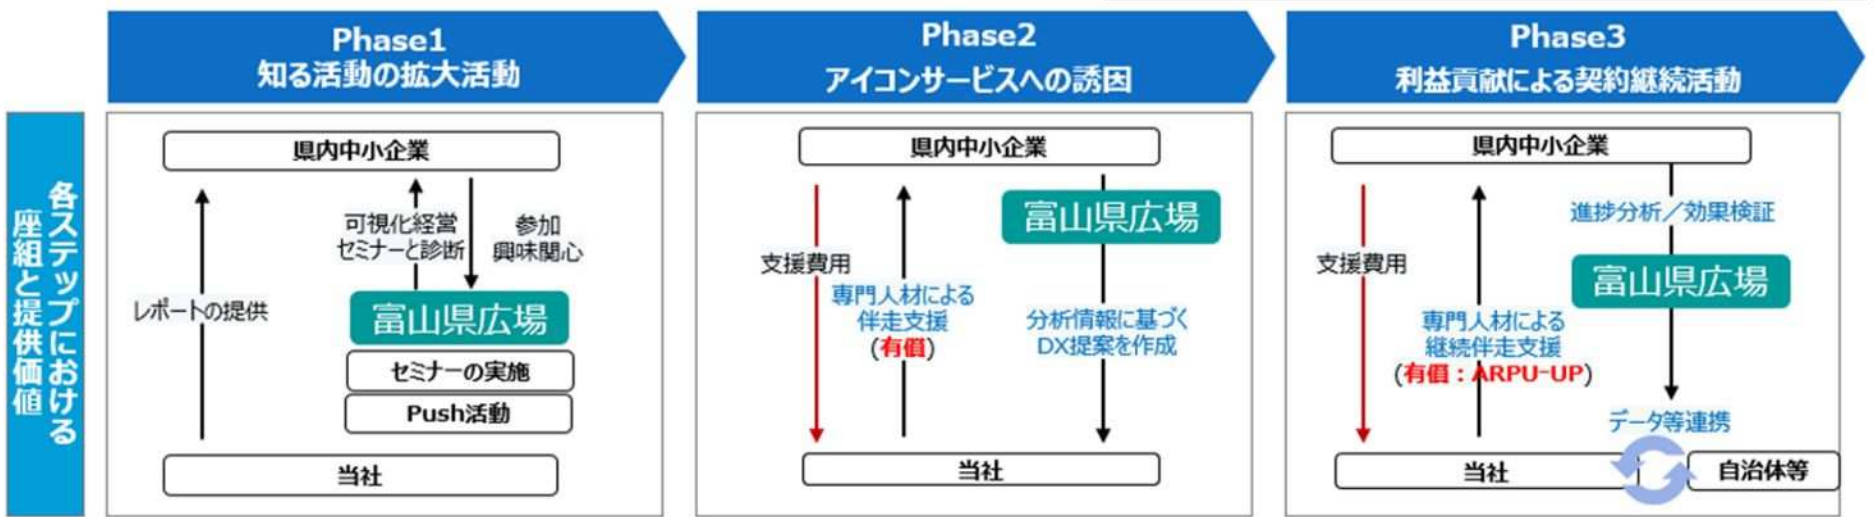 Phase1
知る活動の拡大活動
Phase2
アイコンサービスへの誘因
Phase3
利益貢献による契約継続活動
各ステップにおける
座組と提供価値
県内中小企業
レポートの提供
可視化経営
セミナーと診断
参加
興味関心
富山県広場
セミナーの実施
Push活動
当社
県内中小企業
支援費用
専門人材による
伴走支援
(有償)
富山県広場
分析情報に基づく
DX提案を作成
当社
県内中小企業
支援費用
専門人材による
継続伴走支援
(有償：ARPU-UP)
進捗分析／効果検証
富山県広場
データ等連携
当社
自治体等